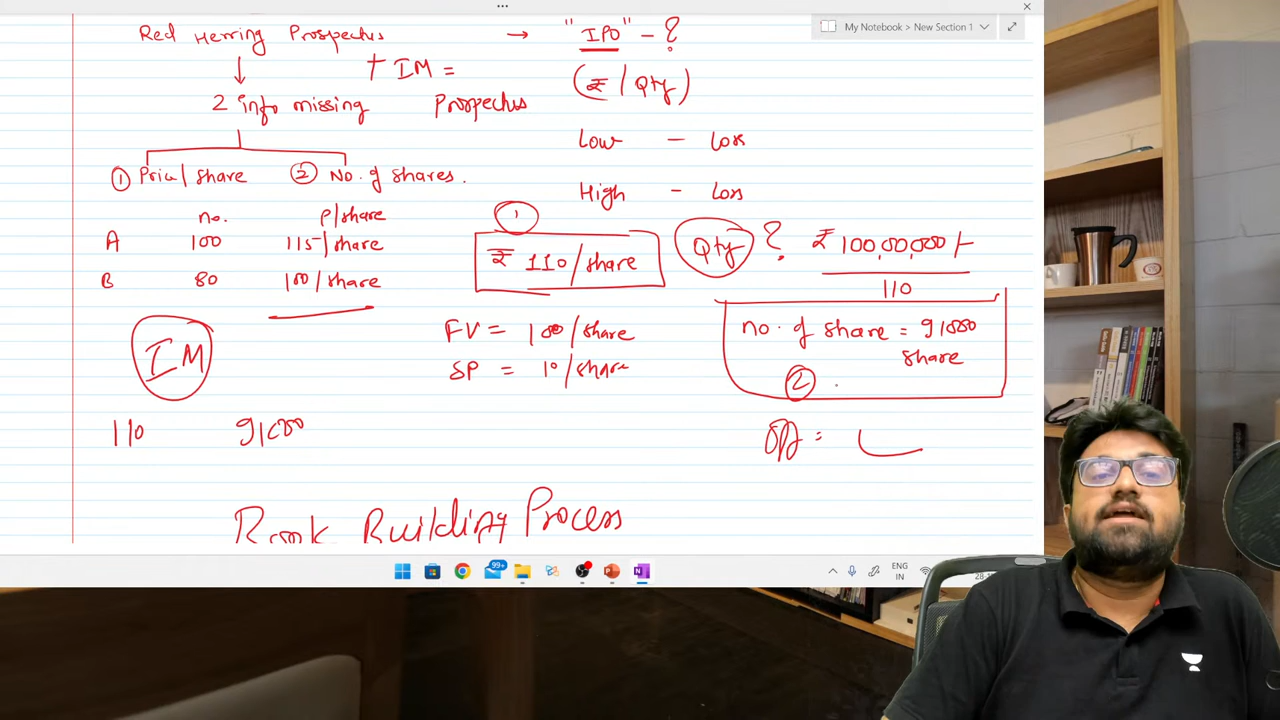 My Notebook > New Section 1
Red Herring Prospectus → "IPO" - ?
+ IM =
(₹ / Qty)
2 info missing Prospectus
Low - Loss
① Price/share ② No. of shares.
High - Loss
no. p/share
A 100 115/share
B 80 100/share
1
₹ 110/share
Qty ? ₹ 100,00,000/-
110
FV = 100/share
SP = 10/share
no. of share = 91000
share
②
IM
110 91000
Off =
Book Building Process
99+
ENG
IN